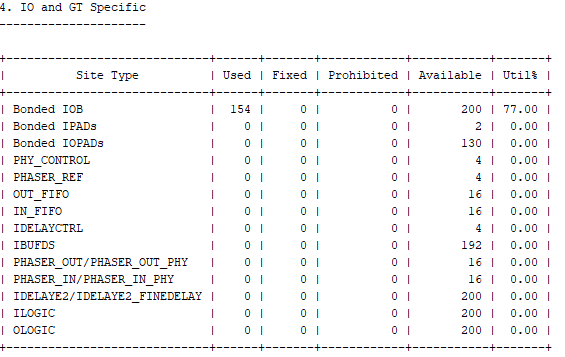 4. IO and GT Specific
---------------------
+-----------------------------+------+-------+------------+-----------+-------+
|          Site Type          | Used | Fixed | Prohibited | Available | Util% |
+-----------------------------+------+-------+------------+-----------+-------+
| Bonded IOB                  |  154 |     0 |          0 |       200 | 77.00 |
| Bonded IPADs                |    0 |     0 |          0 |         2 |  0.00 |
| Bonded IOPADs               |    0 |     0 |          0 |       130 |  0.00 |
| PHY_CONTROL                 |    0 |     0 |          0 |         4 |  0.00 |
| PHASER_REF                  |    0 |     0 |          0 |         4 |  0.00 |
| OUT_FIFO                    |    0 |     0 |          0 |        16 |  0.00 |
| IN_FIFO                     |    0 |     0 |          0 |        16 |  0.00 |
| IDELAYCTRL                  |    0 |     0 |          0 |         4 |  0.00 |
| IBUFDS                      |    0 |     0 |          0 |       192 |  0.00 |
| PHASER_OUT/PHASER_OUT_PHY   |    0 |     0 |          0 |        16 |  0.00 |
| PHASER_IN/PHASER_IN_PHY     |    0 |     0 |          0 |        16 |  0.00 |
| IDELAYE2/IDELAYE2_FINEDELAY |    0 |     0 |          0 |       200 |  0.00 |
| ILOGIC                      |    0 |     0 |          0 |       200 |  0.00 |
| OLOGIC                      |    0 |     0 |          0 |       200 |  0.00 |
+-----------------------------+------+-------+------------+-----------+-------+